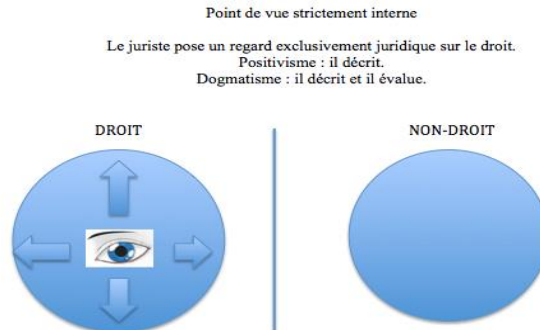 Point de vue strictement interne
Le juriste pose un regard exclusivement juridique sur le droit.
Positivisme : il décrit.
Dogmatisme : il décrit et il évalue.
DROIT
NON-DROIT